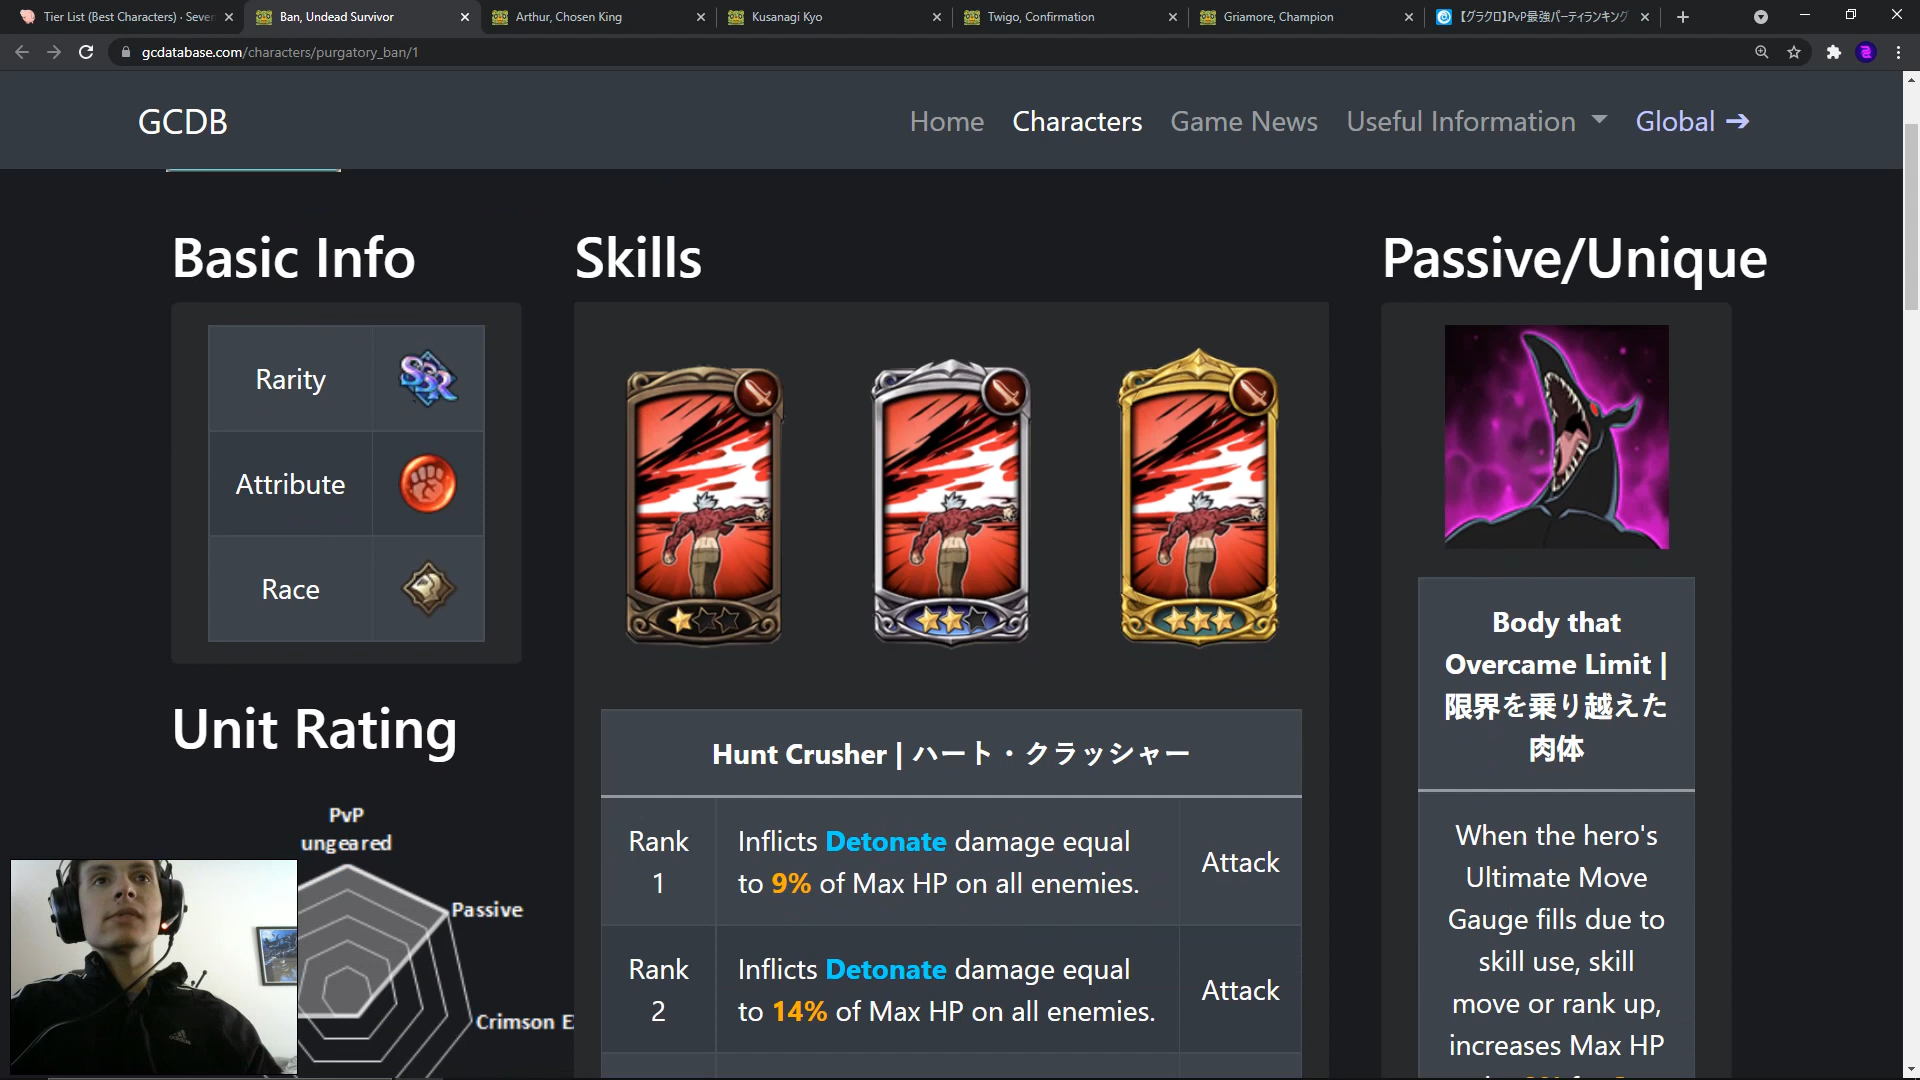 Tier List (Best Characters) · Seven
Ban, Undead Survivor
Arthur, Chosen King
Kusanagi Kyo
Twigo, Confirmation
Griamore, Champion
【グラクロ】PvP最強パーティランキング
gcdatabase.com/characters/purgatory_ban/1
GCDB
Home
Characters
Game News
Useful Information
Global ➔
Basic Info
Skills
Passive/Unique
Rarity
SSR
Attribute
Race
Unit Rating
PvP
ungeared
Passive
Crimson E
Hunt Crusher | ハート・クラッシャー
Rank
1
Inflicts Detonate damage equal
to 9% of Max HP on all enemies.
Attack
Rank
2
Inflicts Detonate damage equal
to 14% of Max HP on all enemies.
Attack
Body that
Overcame Limit |
限界を乗り越えた
肉体
When the hero's
Ultimate Move
Gauge fills due to
skill use, skill
move or rank up,
increases Max HP